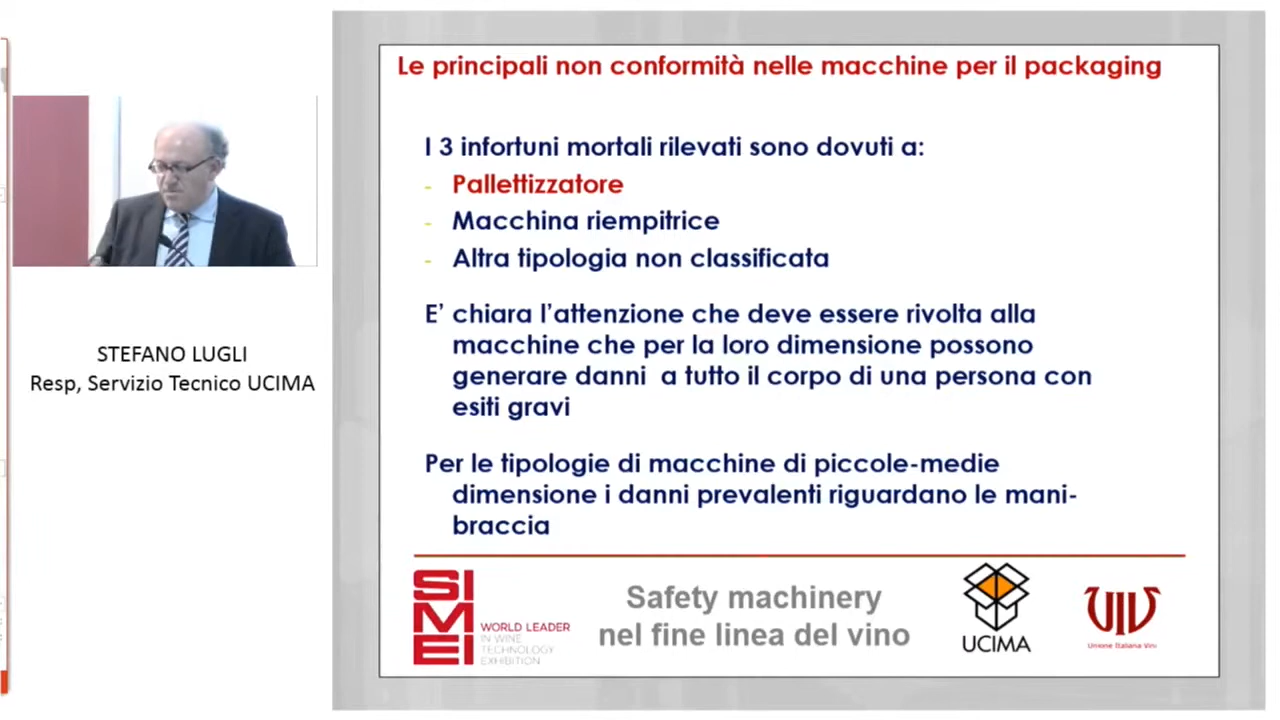 Le principali non conformità nelle macchine per il packaging
I 3 infortuni mortali rilevati sono dovuti a:
- Pallettizzatore
- Macchina riempitrice
- Altra tipologia non classificata
E' chiara l'attenzione che deve essere rivolta alla
macchine che per la loro dimensione possono
generare danni a tutto il corpo di una persona con
esiti gravi
Per le tipologie di macchine di piccole-medie
dimensione i danni prevalenti riguardano le mani-
braccia
STEFANO LUGLI
Resp, Servizio Tecnico UCIMA
SI
M
EI
WORLD LEADER
IN WINE
TECHNOLOGY
EXHIBITION
Safety machinery
nel fine linea del vino
UCIMA
UIV
Unione Italiana Vini